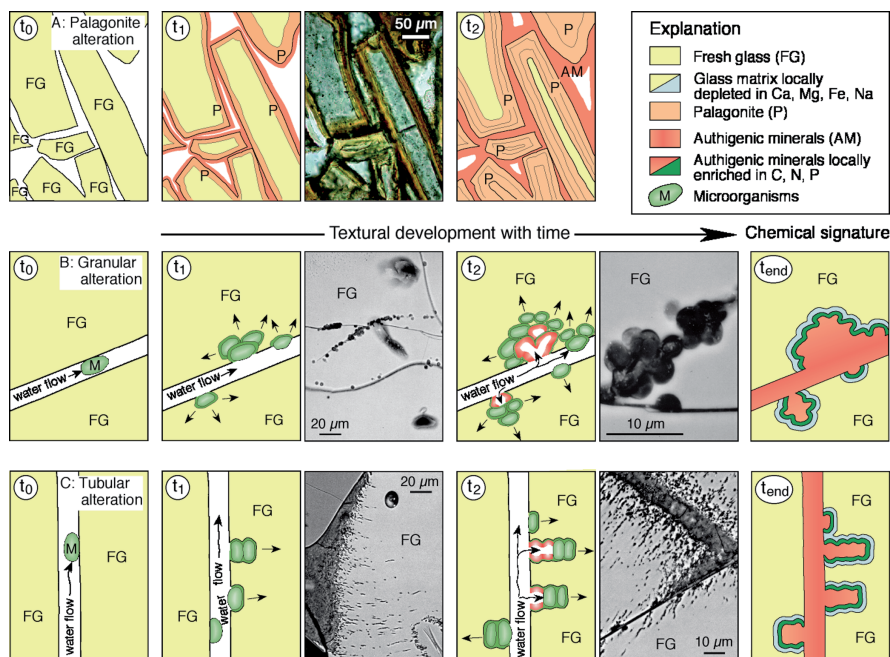 t0
A: Palagonite
alteration
FG
FG
FG
FG
FG
FG
FG
t1
P
P
P
50 µm
t2
P
P
AM
P
P
Explanation
Fresh glass (FG)
Glass matrix locally
depleted in Ca, Mg, Fe, Na
Palagonite (P)
Authigenic minerals (AM)
Authigenic minerals locally
enriched in C, N, P
M Microorganisms
Textural development with time
Chemical signature
t0
B: Granular
alteration
FG
M
water flow
FG
t1
FG
water flow
FG
FG
20 µm
t2
FG
water flow
FG
FG
10 µm
tend
FG
FG
t0
C: Tubular
alteration
M
FG
water flow
t1
FG
water flow
FG
20 µm
FG
t2
FG
water flow
FG
FG
10 µm
tend
FG
FG